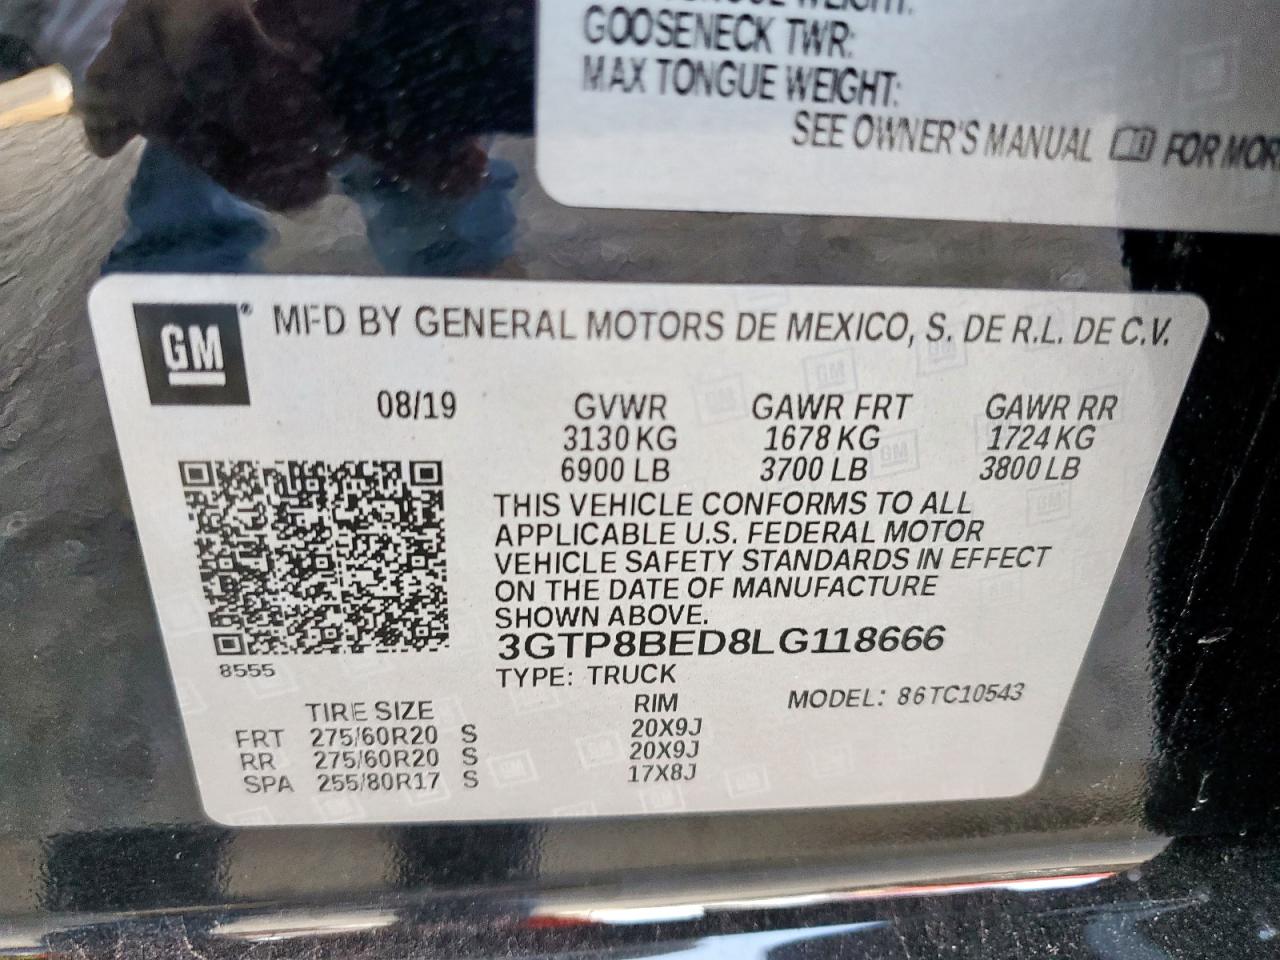 GOOSENECK TWR:
MAX TONGUE WEIGHT:
SEE OWNER'S MANUAL FOR MORE
GM ® MFD BY GENERAL MOTORS DE MEXICO, S. DE R.L. DE C.V.
08/19 GVWR GAWR FRT GAWR RR
3130 KG 1678 KG 1724 KG
6900 LB 3700 LB 3800 LB
THIS VEHICLE CONFORMS TO ALL
APPLICABLE U.S. FEDERAL MOTOR
VEHICLE SAFETY STANDARDS IN EFFECT
ON THE DATE OF MANUFACTURE
SHOWN ABOVE.
3GTP8BED8LG118666
8555
TYPE: TRUCK
MODEL: 86TC10543
TIRE SIZE RIM
FRT 275/60R20 S 20X9J
RR 275/60R20 S 20X9J
SPA 255/80R17 S 17X8J